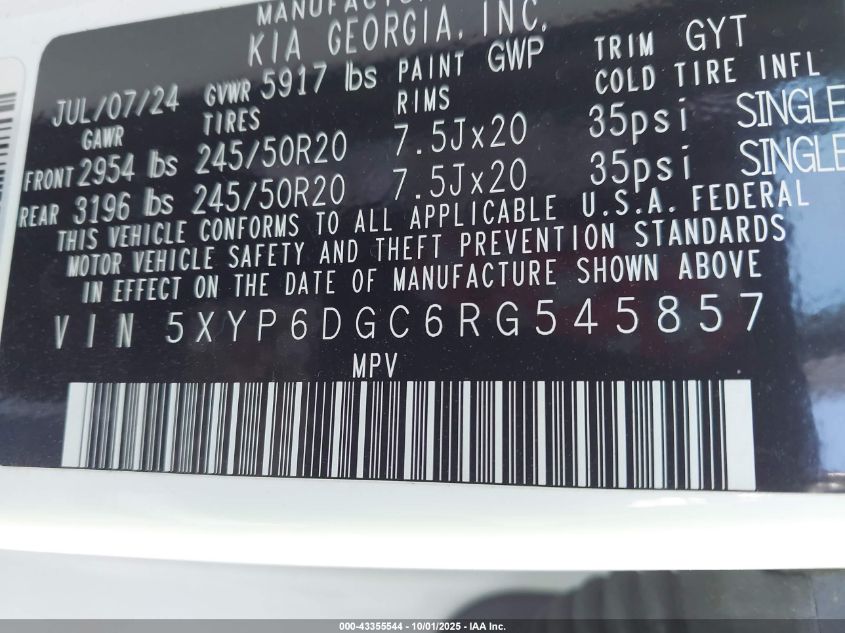 MANUFACTUR
KIA GEORGIA, INC.
JUL/07/24 GVWR 5917 lbs PAINT GWP TRIM GYT
GAWR TIRES RIMS COLD TIRE INFL
FRONT 2954 lbs 245/50R20 7.5Jx20 35psi SINGLE
REAR 3196 lbs 245/50R20 7.5Jx20 35psi SINGLE
THIS VEHICLE CONFORMS TO ALL APPLICABLE U.S.A. FEDERAL
MOTOR VEHICLE SAFETY AND THEFT PREVENTION STANDARDS
IN EFFECT ON THE DATE OF MANUFACTURE SHOWN ABOVE
VIN 5XYP6DGC6RG545857
MPV
000-43355544 - 10/01/2025 - IAA Inc.